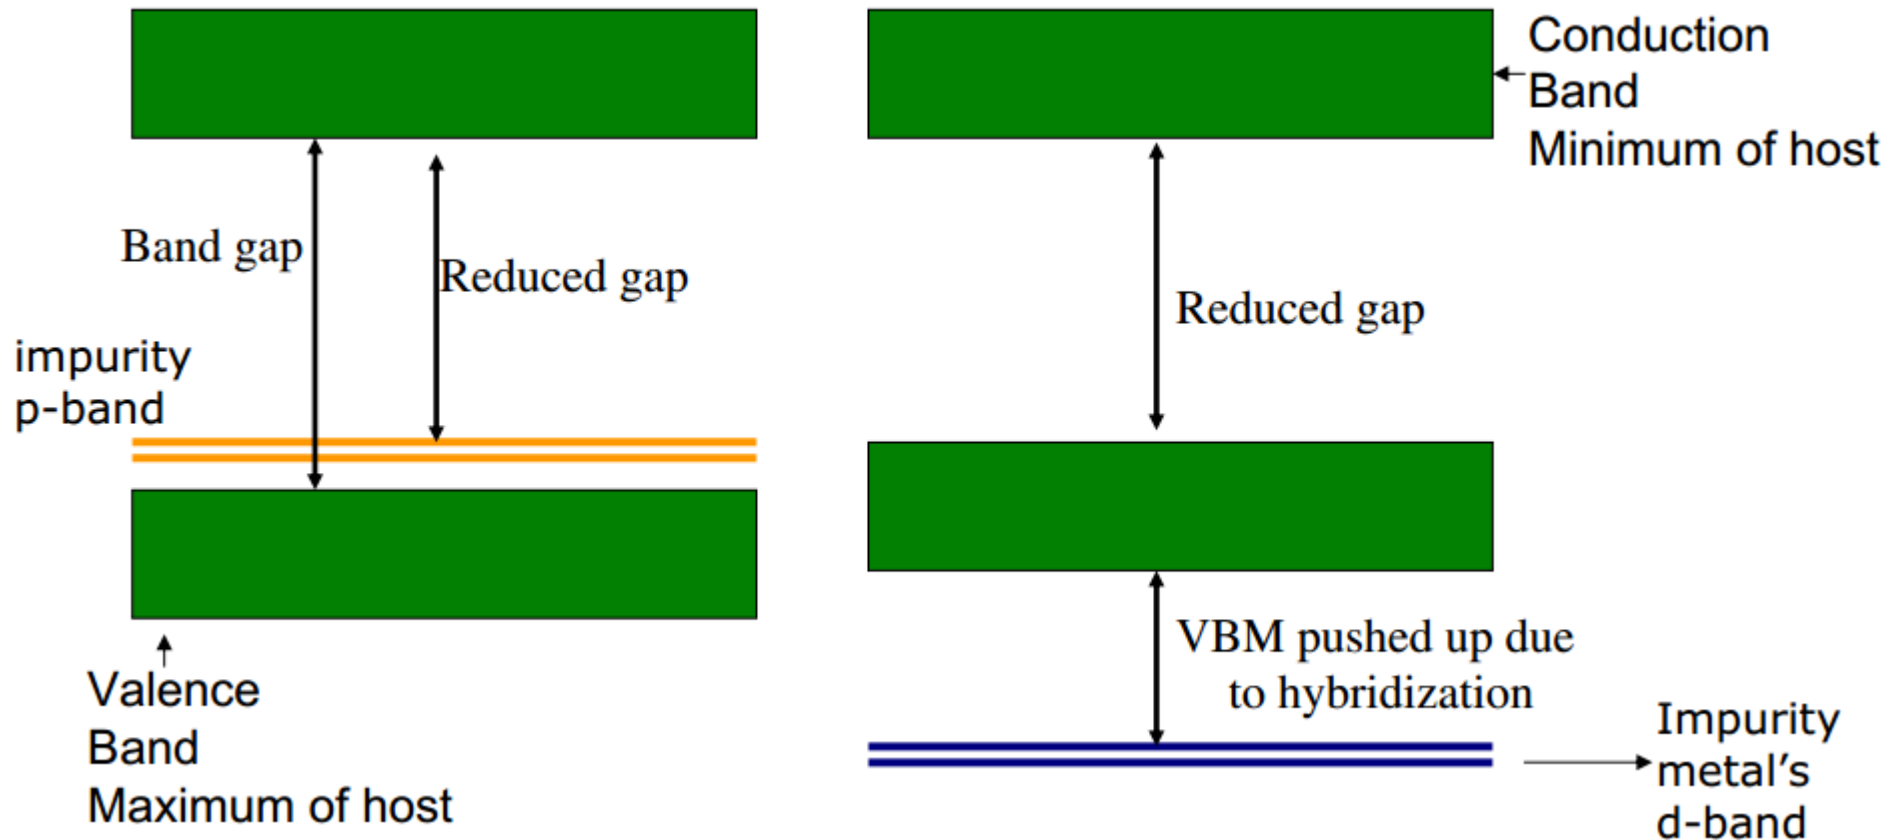 Conduction
Band
Minimum of host
Band gap
Reduced gap
Reduced gap
impurity
p-band
VBM pushed up due
to hybridization
Valence
Band
Maximum of host
Impurity
metal's
d-band